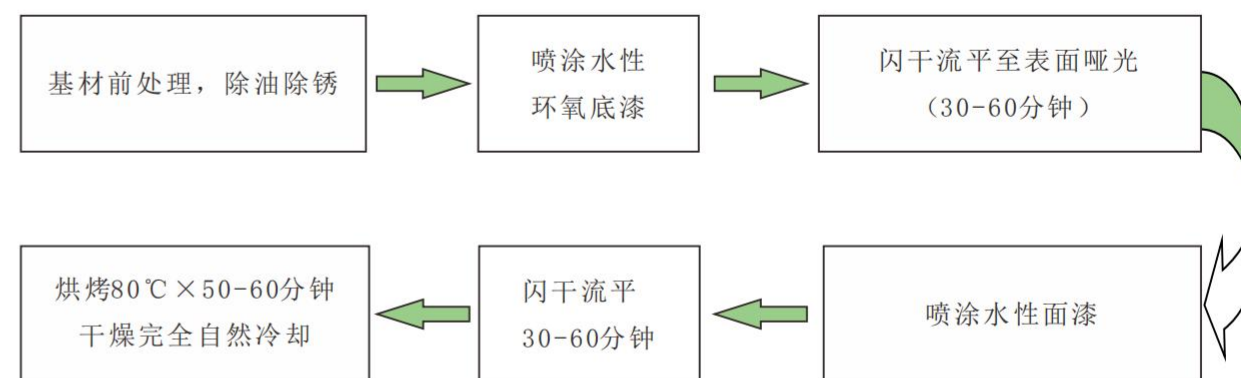 基材前处理，除油除锈
喷涂水性
环氧底漆
闪干流平至表面哑光
（30-60分钟）
喷涂水性面漆
闪干流平
30-60分钟
烘烤80℃×50-60分钟
干燥完全自然冷却